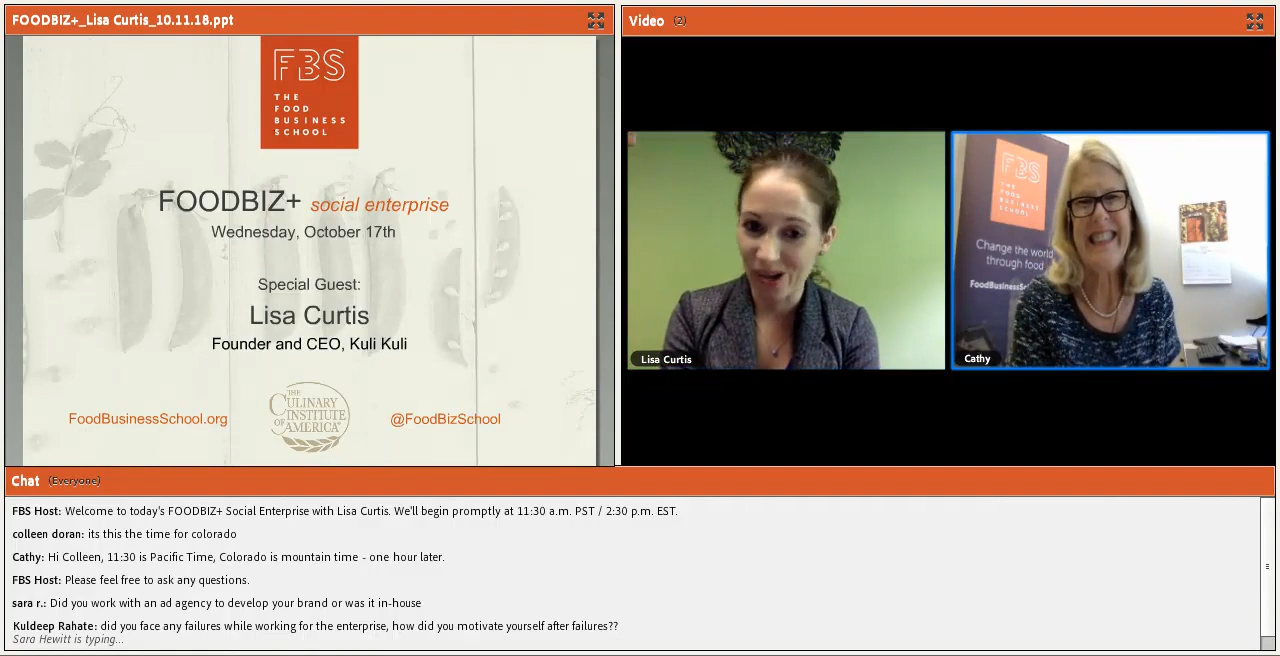 FOODBIZ+_Lisa Curtis_10.11.18.ppt
FBS
THE
FOOD
BUSINESS
SCHOOL
FOODBIZ+ social enterprise
Wednesday, October 17th
Special Guest:
Lisa Curtis
Founder and CEO, Kuli Kuli
FoodBusinessSchool.org
THE
CULINARY
INSTITUTE
OF AMERICA
@FoodBizSchool
Video (2)
Lisa Curtis
FBS
THE
FOOD
BUSINESS
SCHOOL
Change the world
through food
FoodBusinessS
Cathy
Chat (Everyone)
FBS Host: Welcome to today's FOODBIZ+ Social Enterprise with Lisa Curtis. We'll begin promptly at 11:30 a.m. PST / 2:30 p.m. EST.
colleen doran: its this the time for colorado
Cathy: Hi Colleen, 11:30 is Pacific Time, Colorado is mountain time - one hour later.
FBS Host: Please feel free to ask any questions.
sara r.: Did you work with an ad agency to develop your brand or was it in-house
Kuldeep Rahate: did you face any failures while working for the enterprise, how did you motivate yourself after failures??
Sara Hewitt is typing...